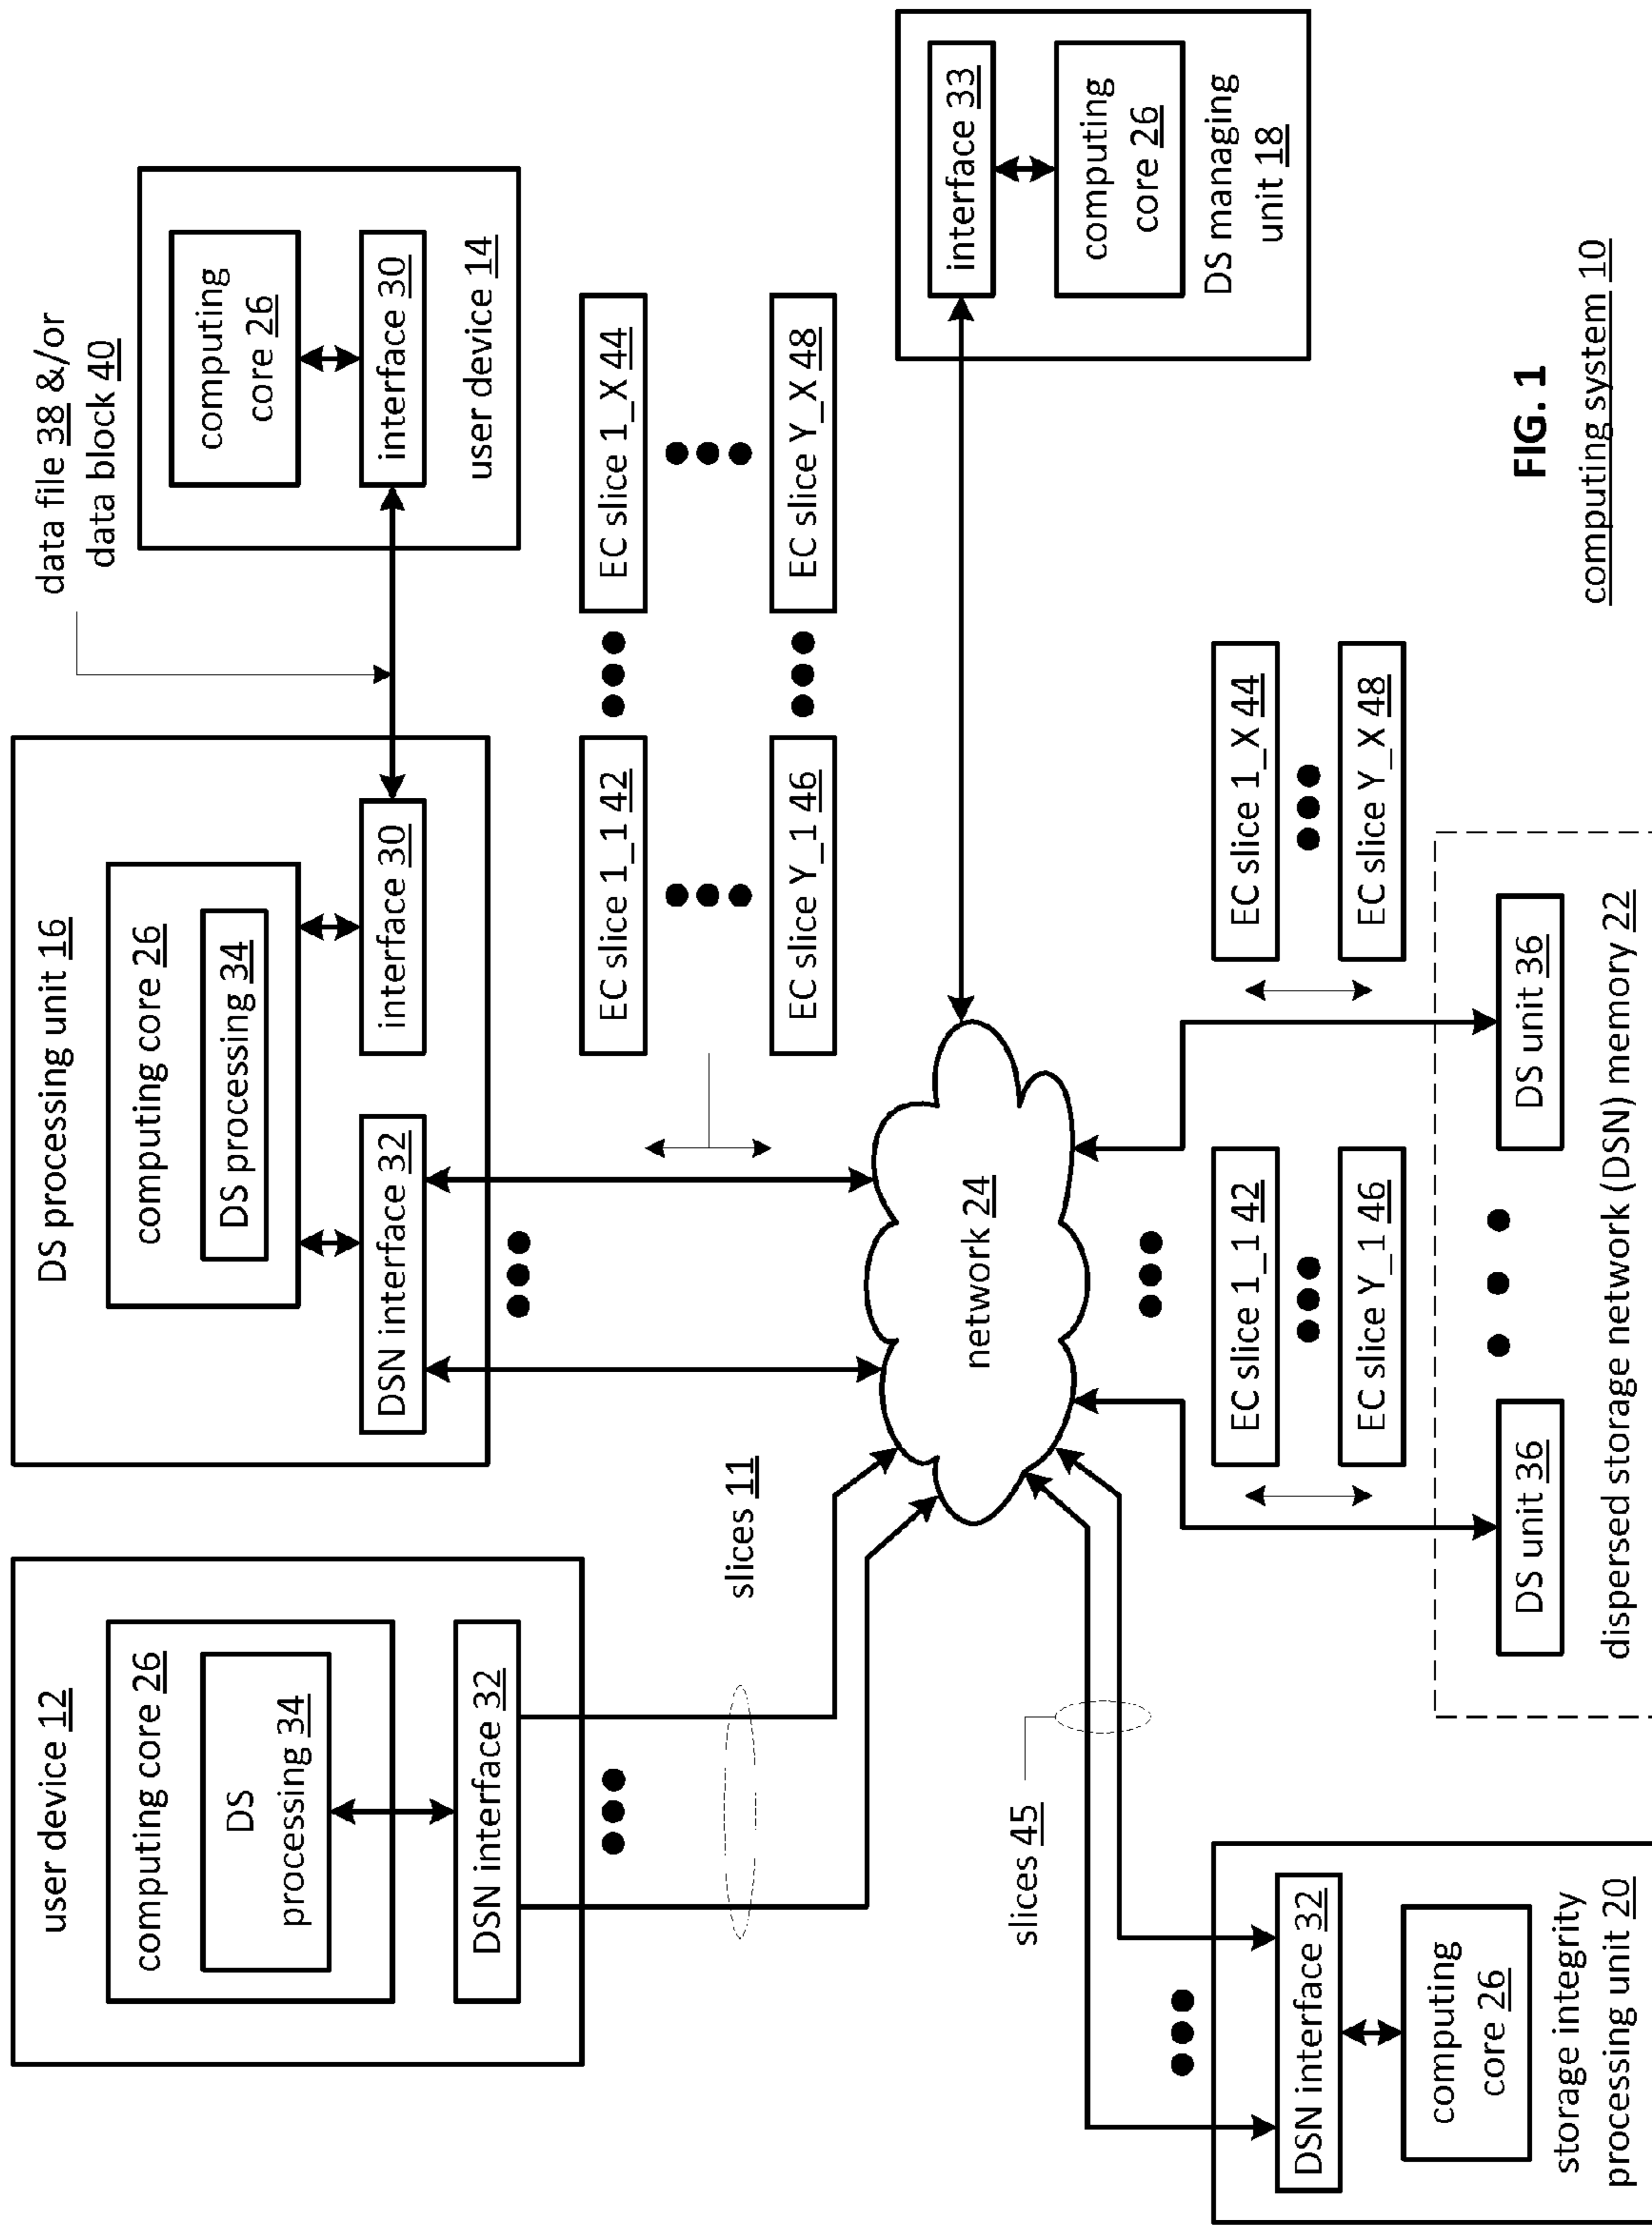 user device 12
computing core 26
DS
processing 34
DSN interface 32
slices 11
DS processing unit 16
computing core 26
DS processing 34
DSN interface 32
interface 30
data file 38 &/or
data block 40
computing
core 26
interface 30
user device 14
EC slice 1_1 42
EC slice 1_X 44
EC slice Y_1 46
EC slice Y_X 48
network 24
interface 33
computing
core 26
DS managing
unit 18
slices 45
DSN interface 32
computing
core 26
storage integrity
processing unit 20
EC slice 1_1 42
EC slice Y_1 46
EC slice 1_X 44
EC slice Y_X 48
DS unit 36
DS unit 36
dispersed storage network (DSN) memory 22
FIG. 1
computing system 10